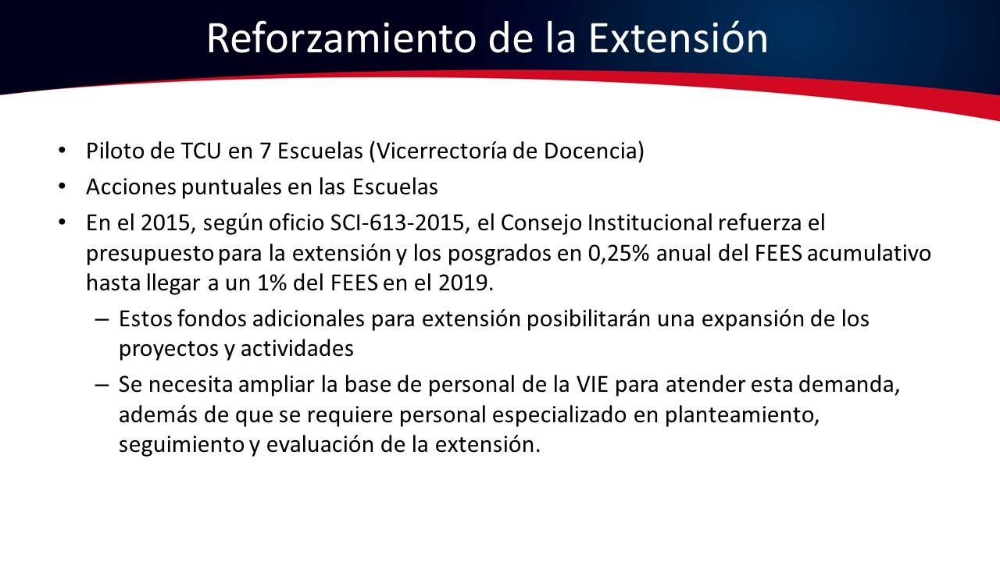 Reforzamiento de la Extensión
• Piloto de TCU en 7 Escuelas (Vicerrectoría de Docencia)
• Acciones puntuales en las Escuelas
• En el 2015, según oficio SCI-613-2015, el Consejo Institucional refuerza el
presupuesto para la extensión y los posgrados en 0,25% anual del FEES acumulativo
hasta llegar a un 1% del FEES en el 2019.
– Estos fondos adicionales para extensión posibilitarán una expansión de los
proyectos y actividades
– Se necesita ampliar la base de personal de la VIE para atender esta demanda,
además de que se requiere personal especializado en planteamiento,
seguimiento y evaluación de la extensión.